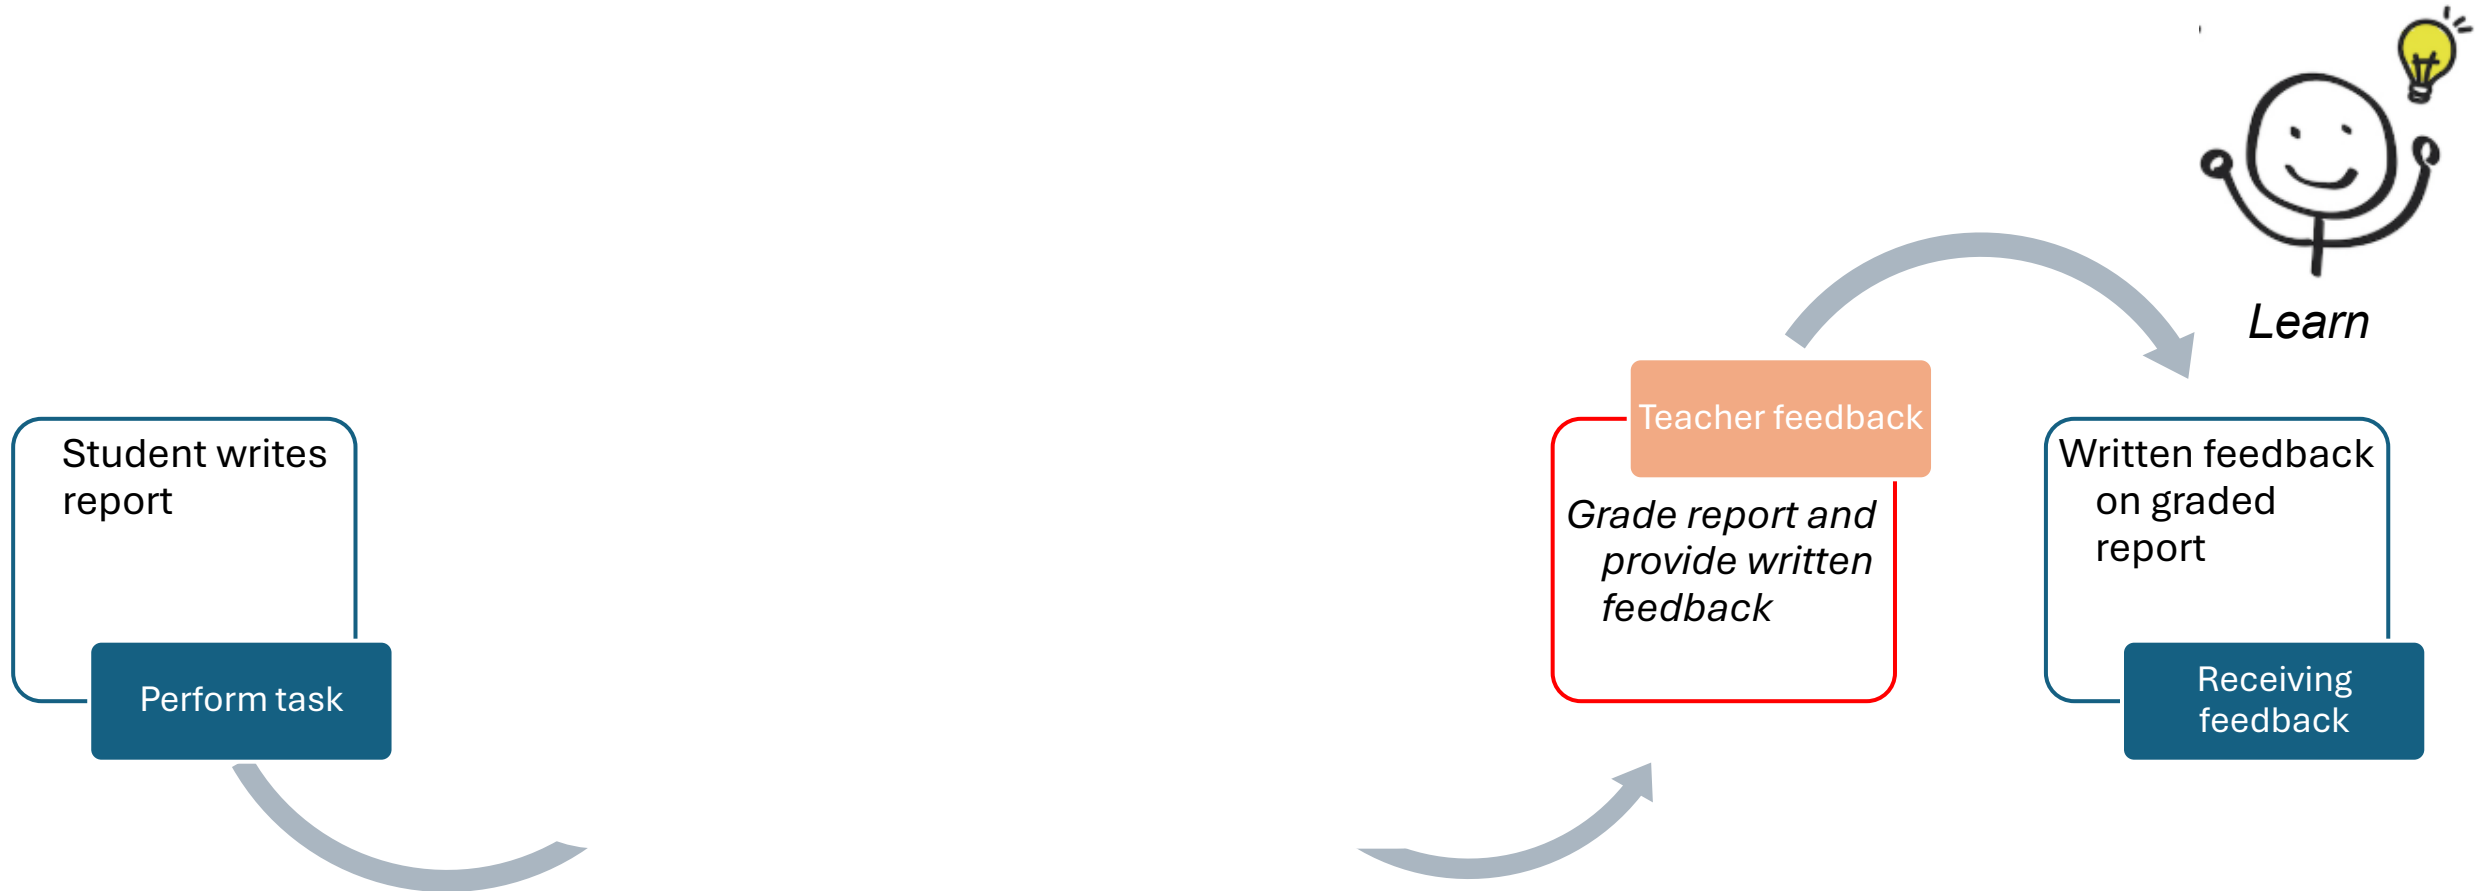 Learn
Student writes
report
Perform task
Teacher feedback
Grade report and
provide written
feedback
Written feedback
on graded
report
Receiving
feedback